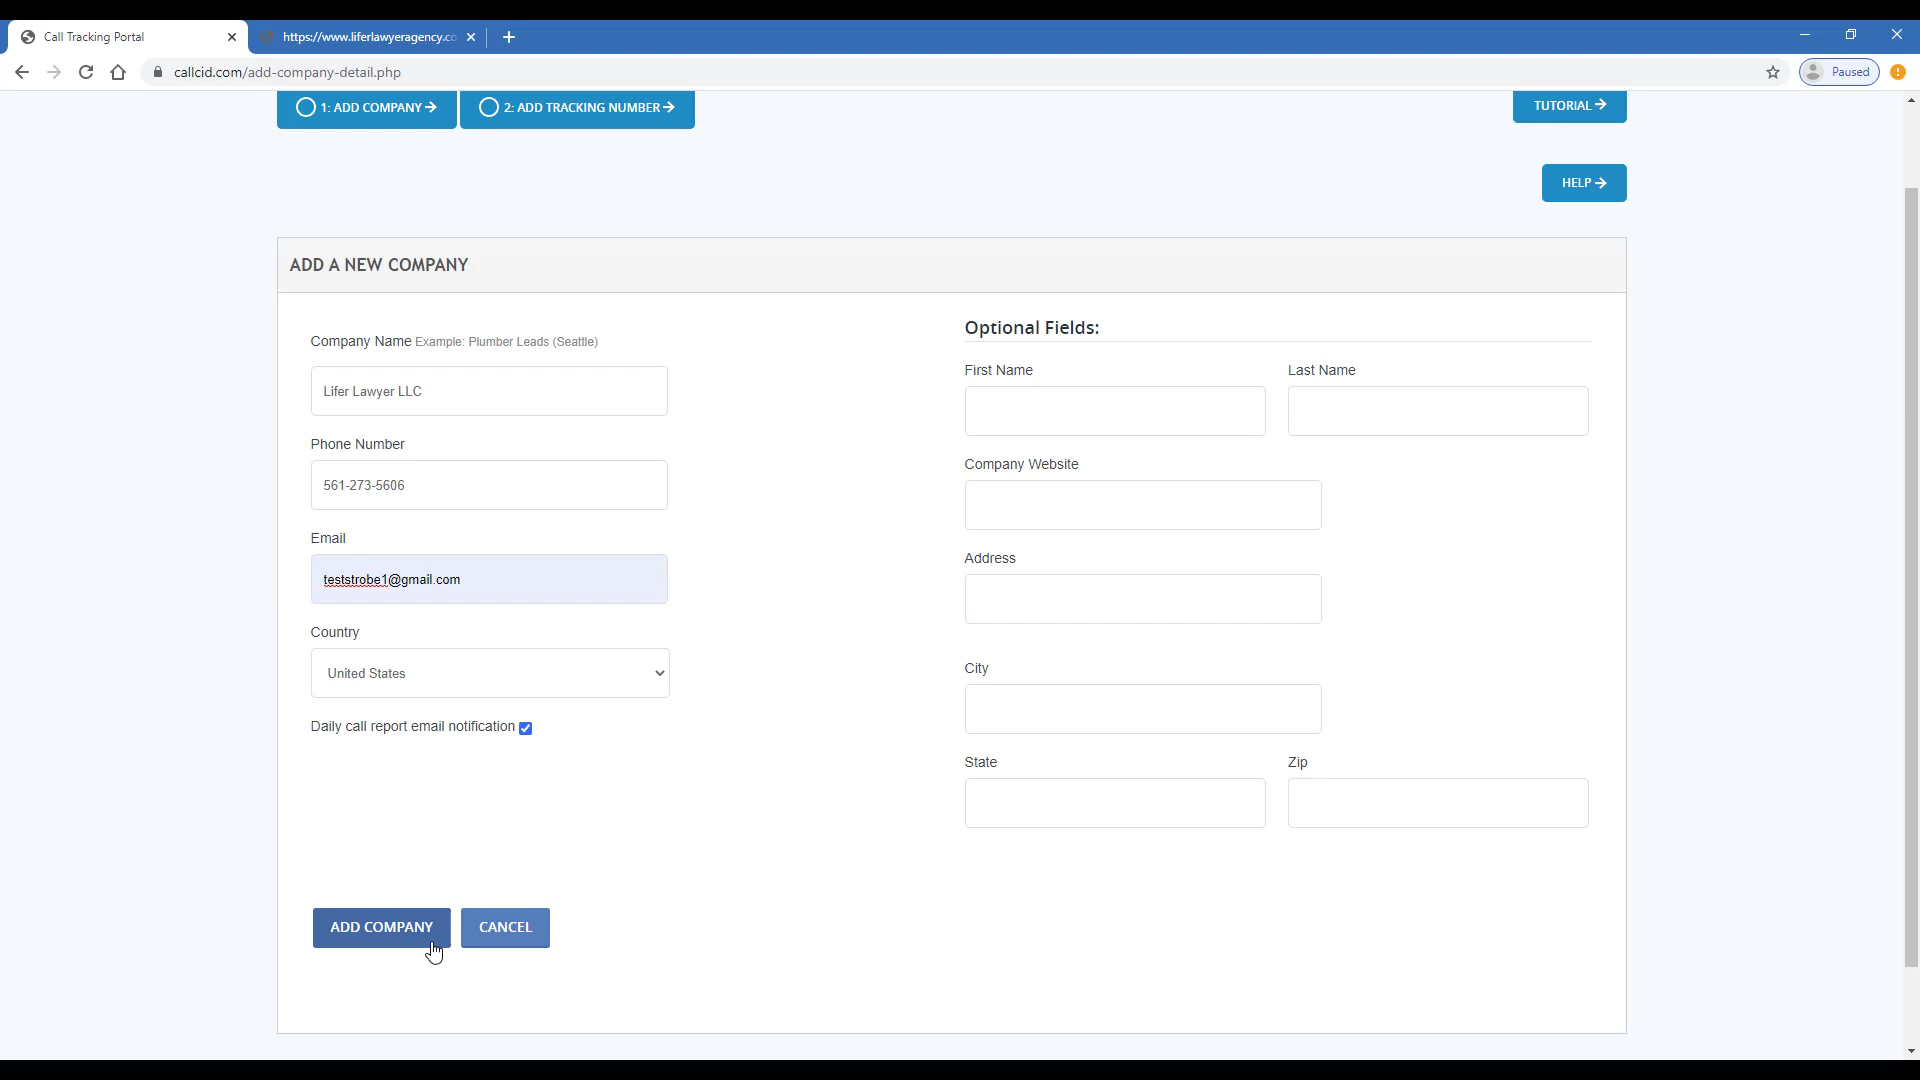 Call Tracking Portal
https://www.liferlawyeragency.co
callcid.com/add-company-detail.php
Paused
1: ADD COMPANY
2: ADD TRACKING NUMBER
TUTORIAL
HELP
ADD A NEW COMPANY
Company Name Example: Plumber Leads (Seattle)
Lifer Lawyer LLC
Phone Number
561-273-5606
Email
teststrobe1@gmail.com
Country
United States
Daily call report email notification
Optional Fields:
First Name
Last Name
Company Website
Address
City
State
Zip
ADD COMPANY
CANCEL